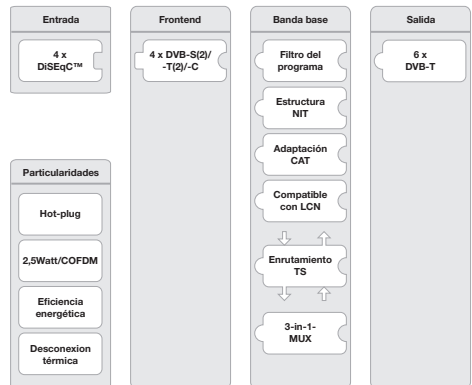 Entrada
4 x
DiSEqC™
Particularidades
Hot-plug
2,5Watt/COFDM
Eficiencia
energética
Desconexion
térmica
Frontend
4 x DVB-S(2)/
-T(2)/-C
Banda base
Filtro del
programa
Estructura
NIT
Adaptación
CAT
Compatible
con LCN
Enrutamiento
TS
3-in-1-
MUX
Salida
6 x
DVB-T